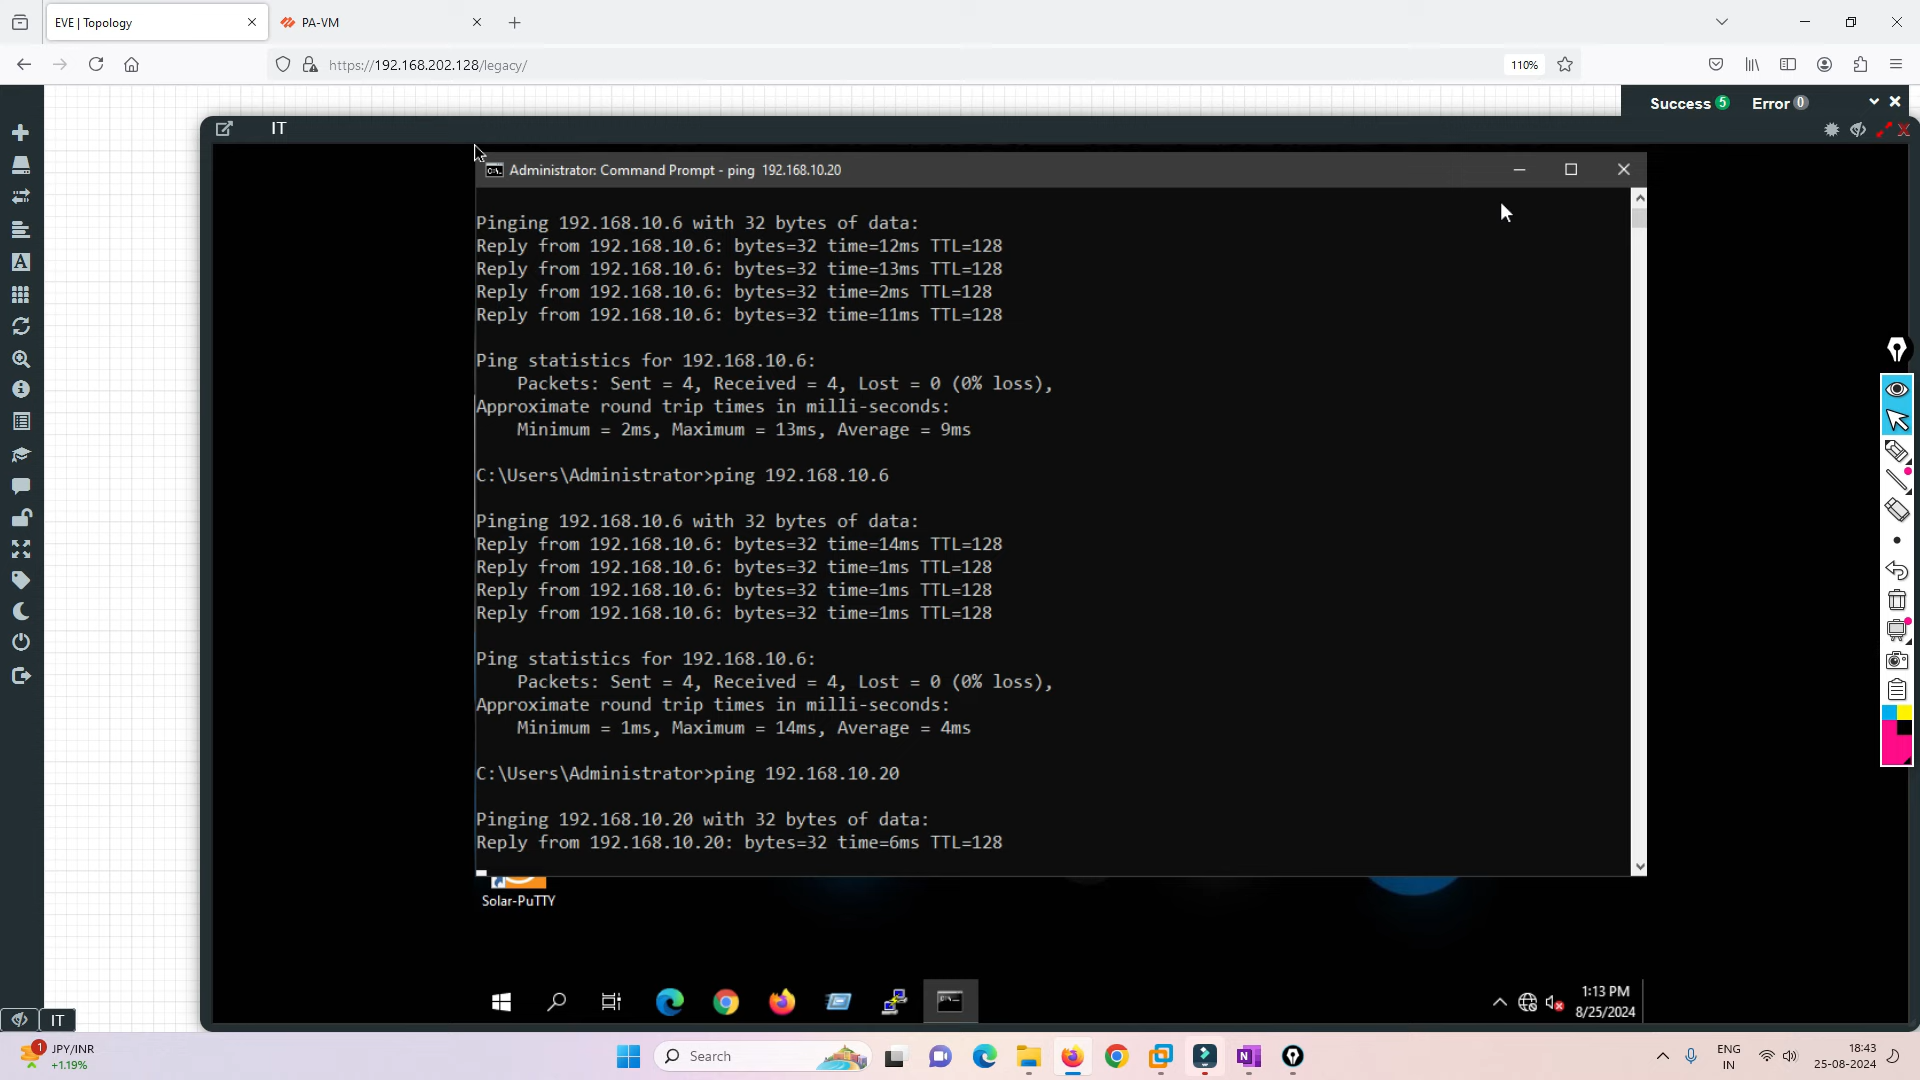 EVE | Topology
PA-VM
https://192.168.202.128/legacy/
110%
Success 5 Error 0
IT
Administrator: Command Prompt - ping 192.168.10.20
Pinging 192.168.10.6 with 32 bytes of data:
Reply from 192.168.10.6: bytes=32 time=12ms TTL=128
Reply from 192.168.10.6: bytes=32 time=13ms TTL=128
Reply from 192.168.10.6: bytes=32 time=2ms TTL=128
Reply from 192.168.10.6: bytes=32 time=11ms TTL=128
Ping statistics for 192.168.10.6:
Packets: Sent = 4, Received = 4, Lost = 0 (0% loss),
Approximate round trip times in milli-seconds:
Minimum = 2ms, Maximum = 13ms, Average = 9ms
C:\Users\Administrator>ping 192.168.10.6
Pinging 192.168.10.6 with 32 bytes of data:
Reply from 192.168.10.6: bytes=32 time=14ms TTL=128
Reply from 192.168.10.6: bytes=32 time=1ms TTL=128
Reply from 192.168.10.6: bytes=32 time=1ms TTL=128
Reply from 192.168.10.6: bytes=32 time=1ms TTL=128
Ping statistics for 192.168.10.6:
Packets: Sent = 4, Received = 4, Lost = 0 (0% loss),
Approximate round trip times in milli-seconds:
Minimum = 1ms, Maximum = 14ms, Average = 4ms
C:\Users\Administrator>ping 192.168.10.20
Pinging 192.168.10.20 with 32 bytes of data:
Reply from 192.168.10.20: bytes=32 time=6ms TTL=128
Solar-PuTTY
1:13 PM
8/25/2024
IT
1
JPY/INR
+1.19%
Search
ENG
IN
18:43
25-08-2024